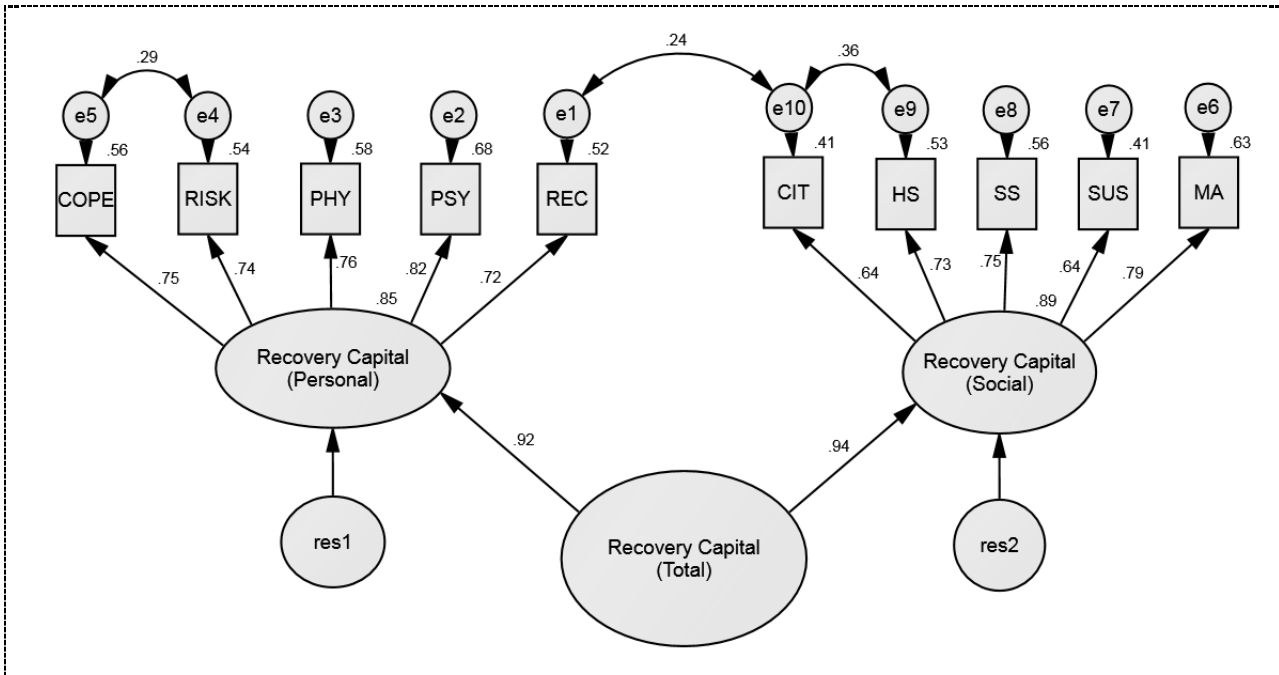 .29
.24
.36
e5
e4
e3
e2
e1
e10
e9
e8
e7
e6
.56
.54
.58
.68
.52
.41
.53
.56
.41
.63
COPE
RISK
PHY
PSY
REC
CIT
HS
SS
SUS
MA
.75
.74
.76
.82
.72
.64
.73
.75
.64
.79
.85
.89
Recovery Capital
(Personal)
Recovery Capital
(Social)
.92
.94
res1
Recovery Capital
(Total)
res2